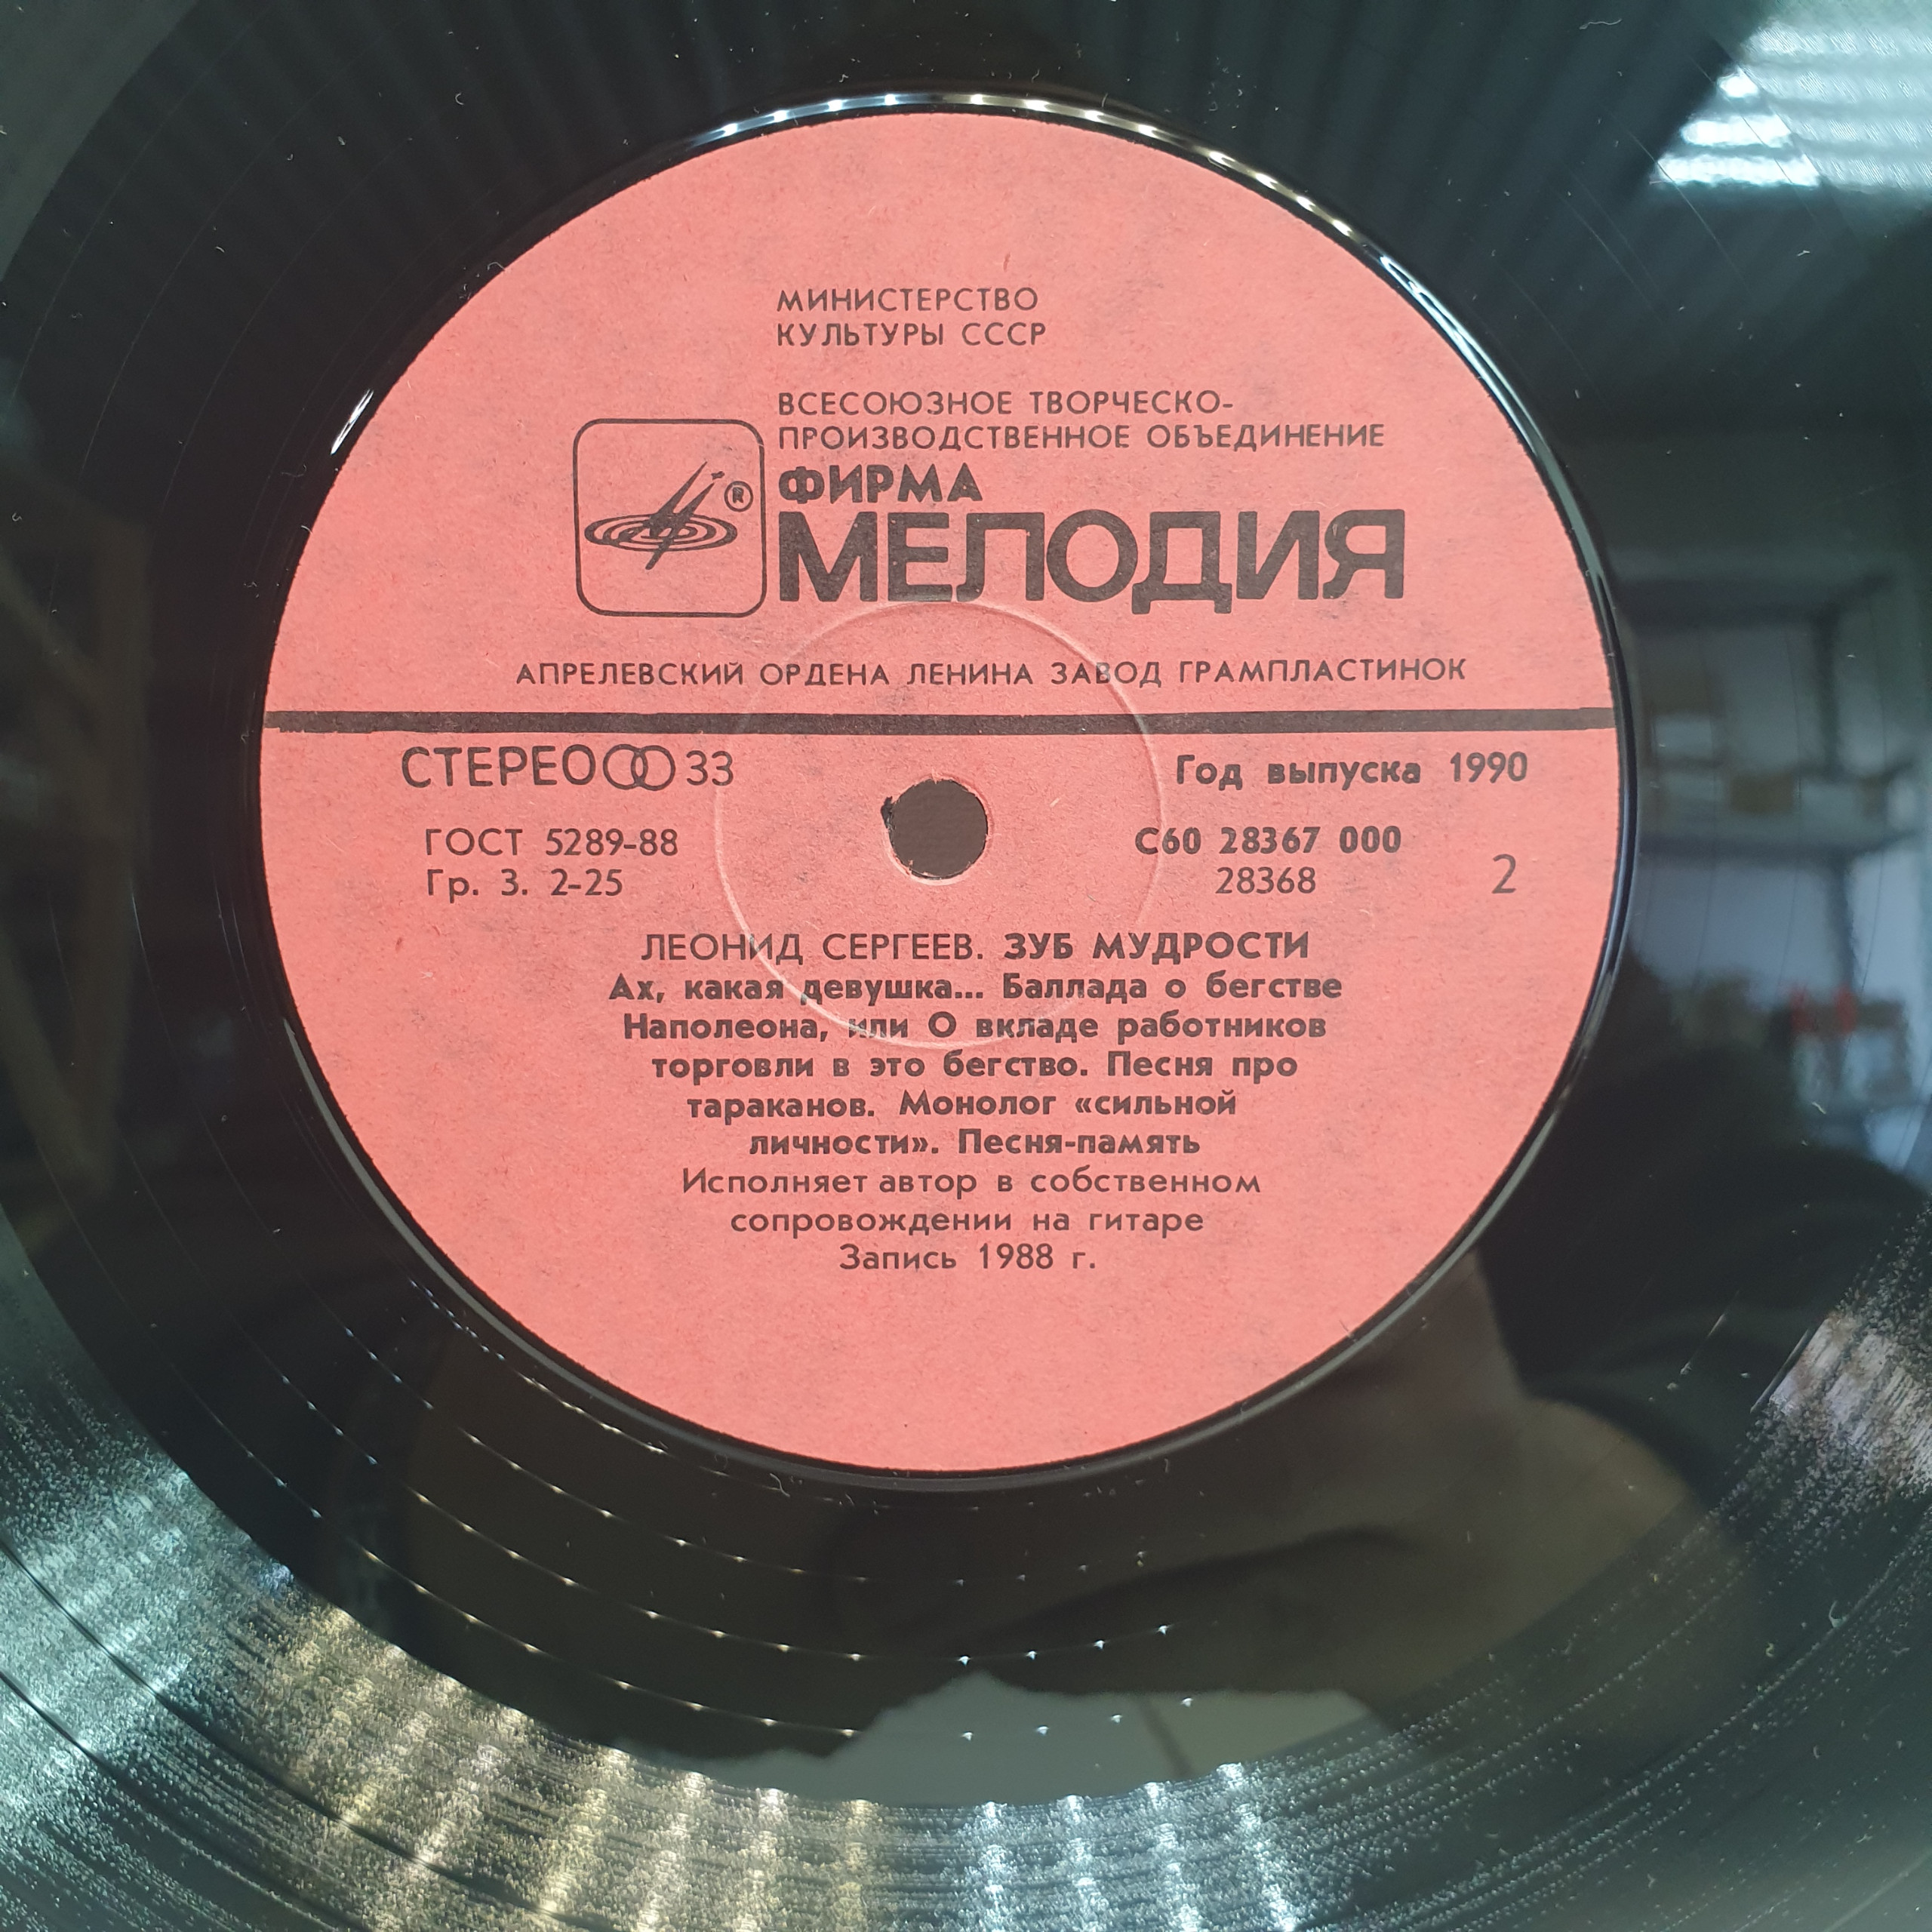 МИНИСТЕРСТВО
КУЛЬТУРЫ СССР
ВСЕСОЮЗНОЕ ТВОРЧЕСКО-
ПРОИЗВОДСТВЕННОЕ ОБЪЕДИНЕНИЕ
ФИРМА
®
МЕЛОДИЯ
АПРЕЛЕВСКИЙ ОРДЕНА ЛЕНИНА ЗАВОД ГРАМПЛАСТИНОК
СТЕРЕО 33
Год выпуска 1990
ГОСТ 5289-88
С60 28367 000
Гр. 3. 2-25
28368
2
ЛЕОНИД СЕРГЕЕВ. ЗУБ МУДРОСТИ
Ах, какая девушка... Баллада о бегстве
Наполеона, или О вкладе работников
торговли в это бегство. Песня про
тараканов. Монолог «сильной
личности». Песня-память
Исполняет автор в собственном
сопровождении на гитаре
Запись 1988 г.